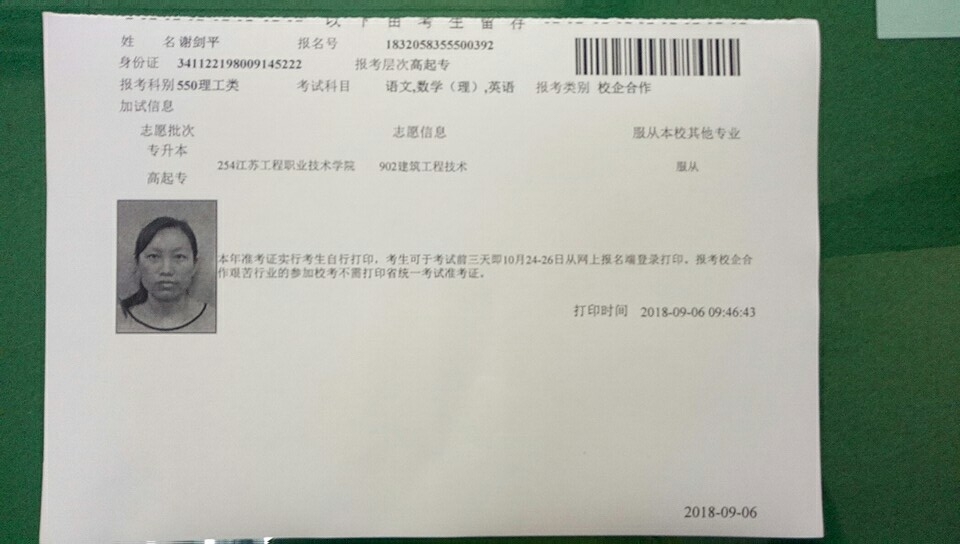 以下由考生留存
姓 名 谢剑平 报名号 1832058355500392
身份证 341122198009145222 报考层次 高起专
报考科别 550理工类 考试科目 语文,数学（理）,英语 报考类别 校企合作
加试信息
志愿批次 志愿信息 服从本校其他专业
专升本
高起专 254江苏工程职业技术学院 902建筑工程技术 服从
本年准考证实行考生自行打印，考生可于考试前三天即10月24-26日从网上报名端登录打印。报考校企合
作艰苦行业的参加校考不需打印省统一考试准考证。
打印时间 2018-09-06 09:46:43
2018-09-06